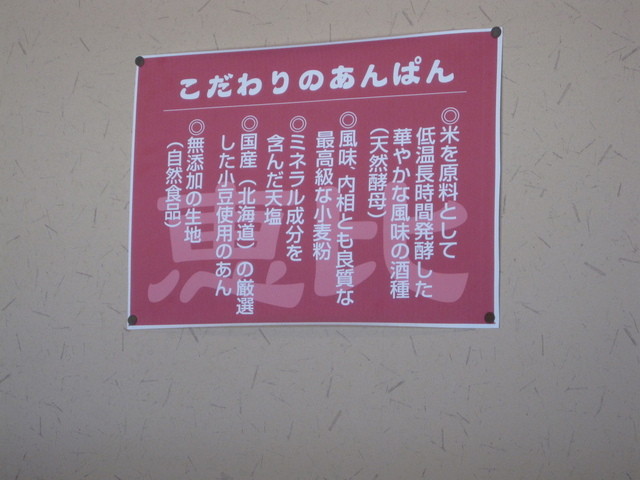 こだわりのあんぱん
◎米を原料として
低温長時間発酵した
華やかな風味の酒種
（天然酵母）
◎風味、内相とも良質な
最高級な小麦粉
◎ミネラル成分を
含んだ天塩
◎国産（北海道）の厳選
した小豆使用のあん
◎無添加の生地
（自然食品）
恵比